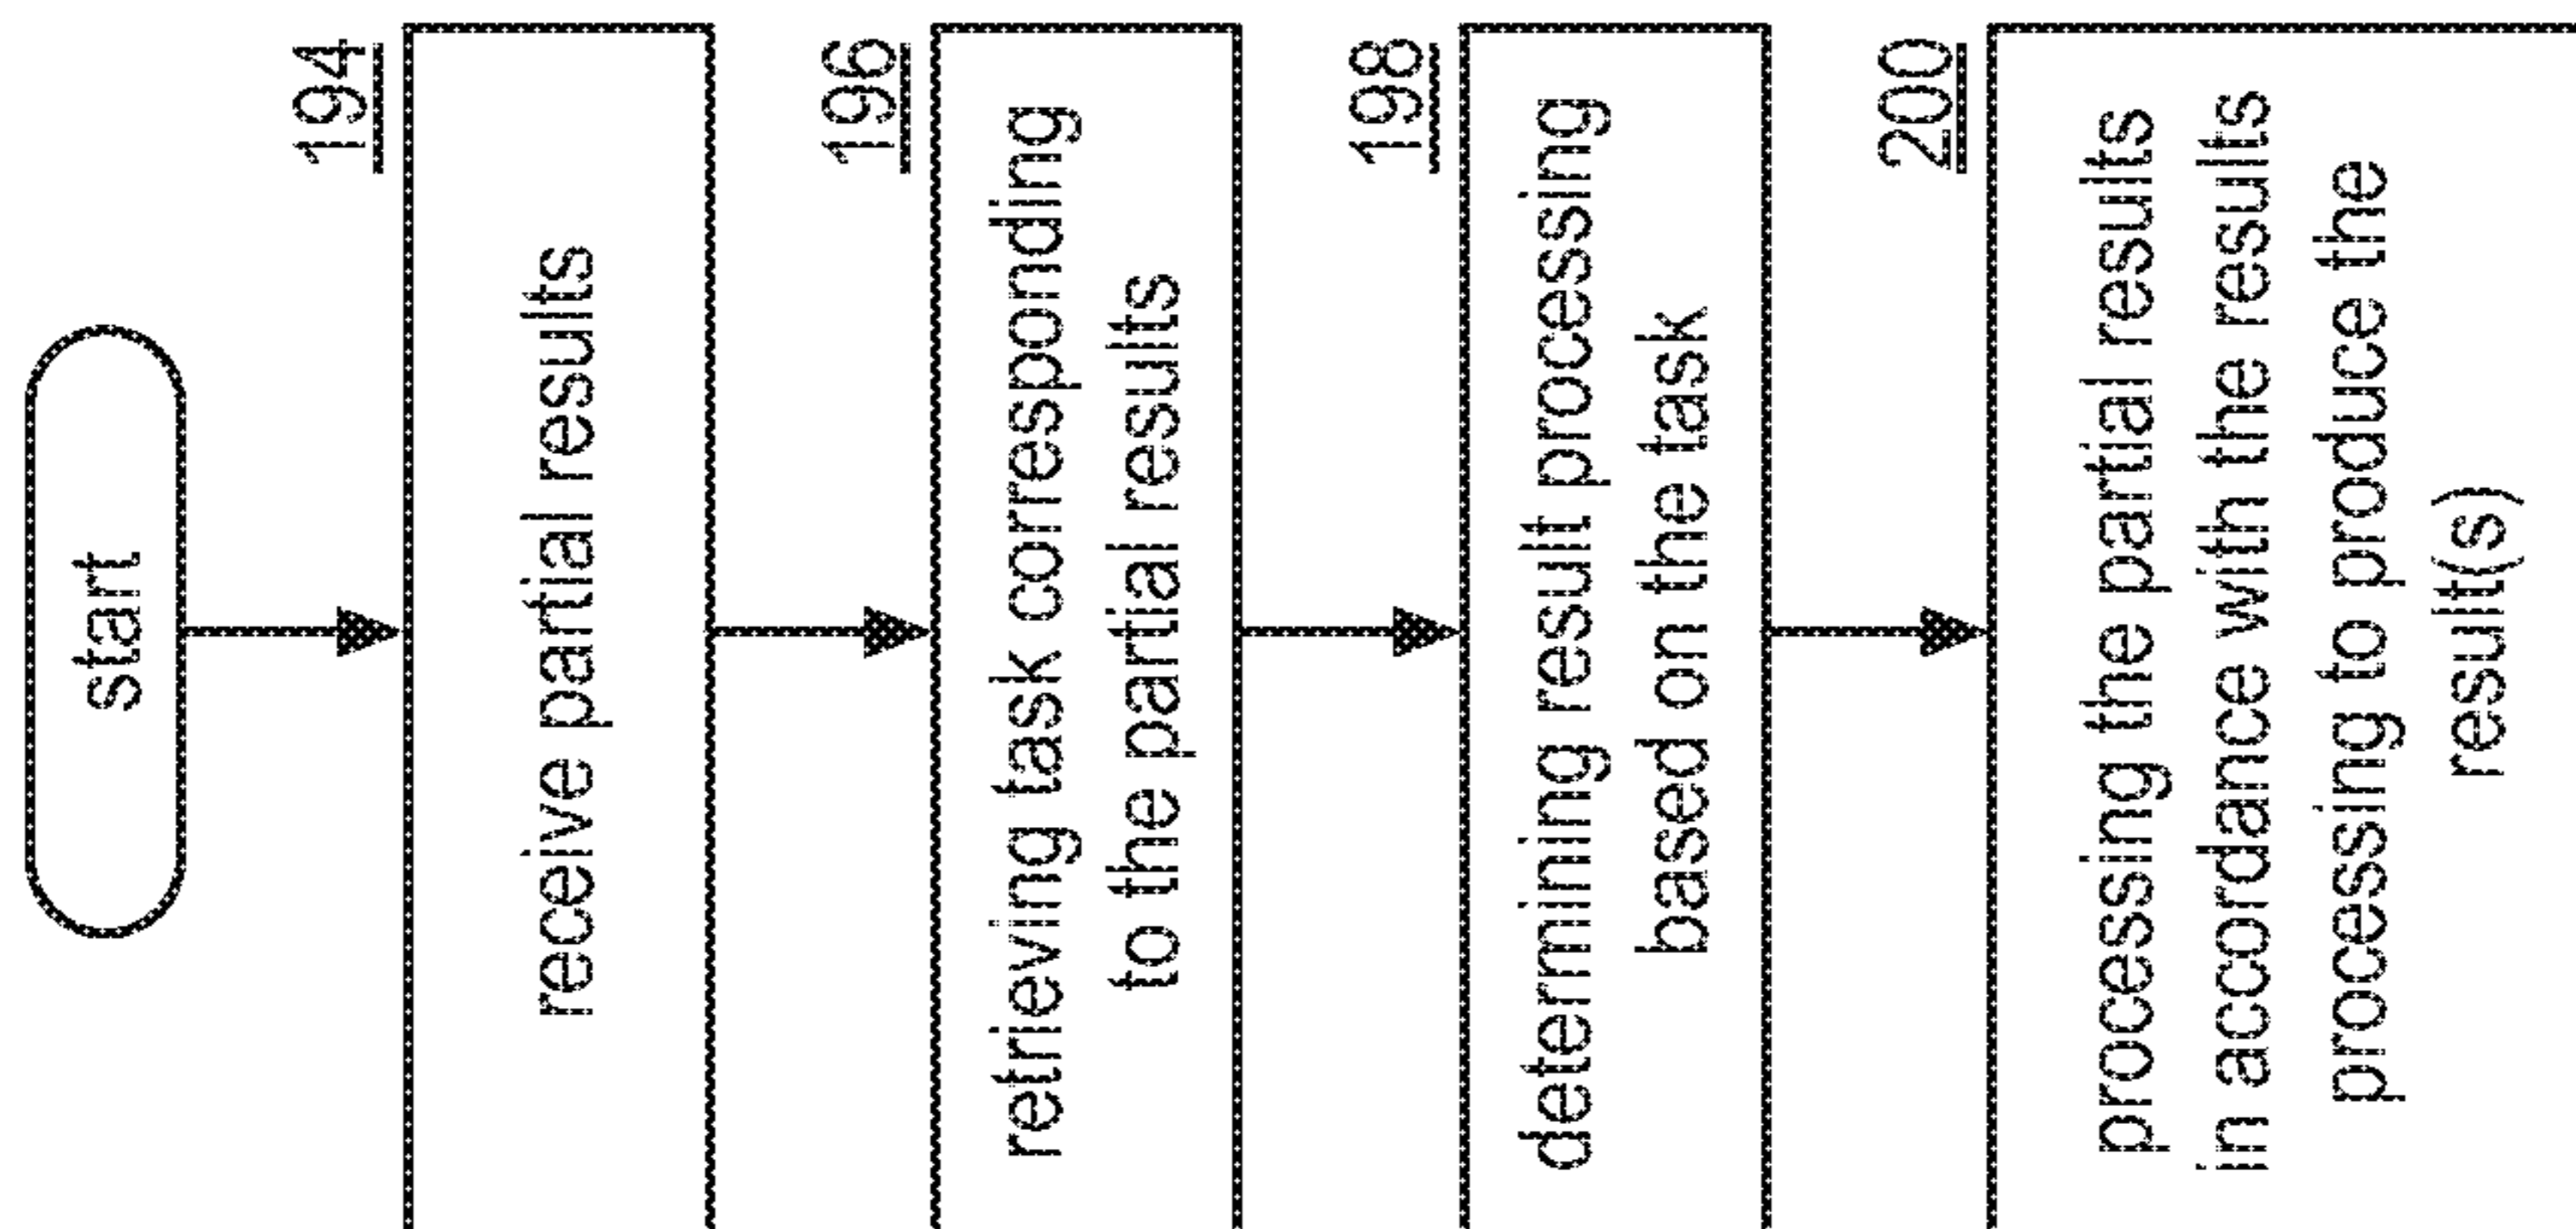 start
194
receive partial results
196
retrieving task corresponding
to the partial results
198
determining result processing
based on the task
200
processing the partial results
in accordance with the results
processing to produce the
result(s)